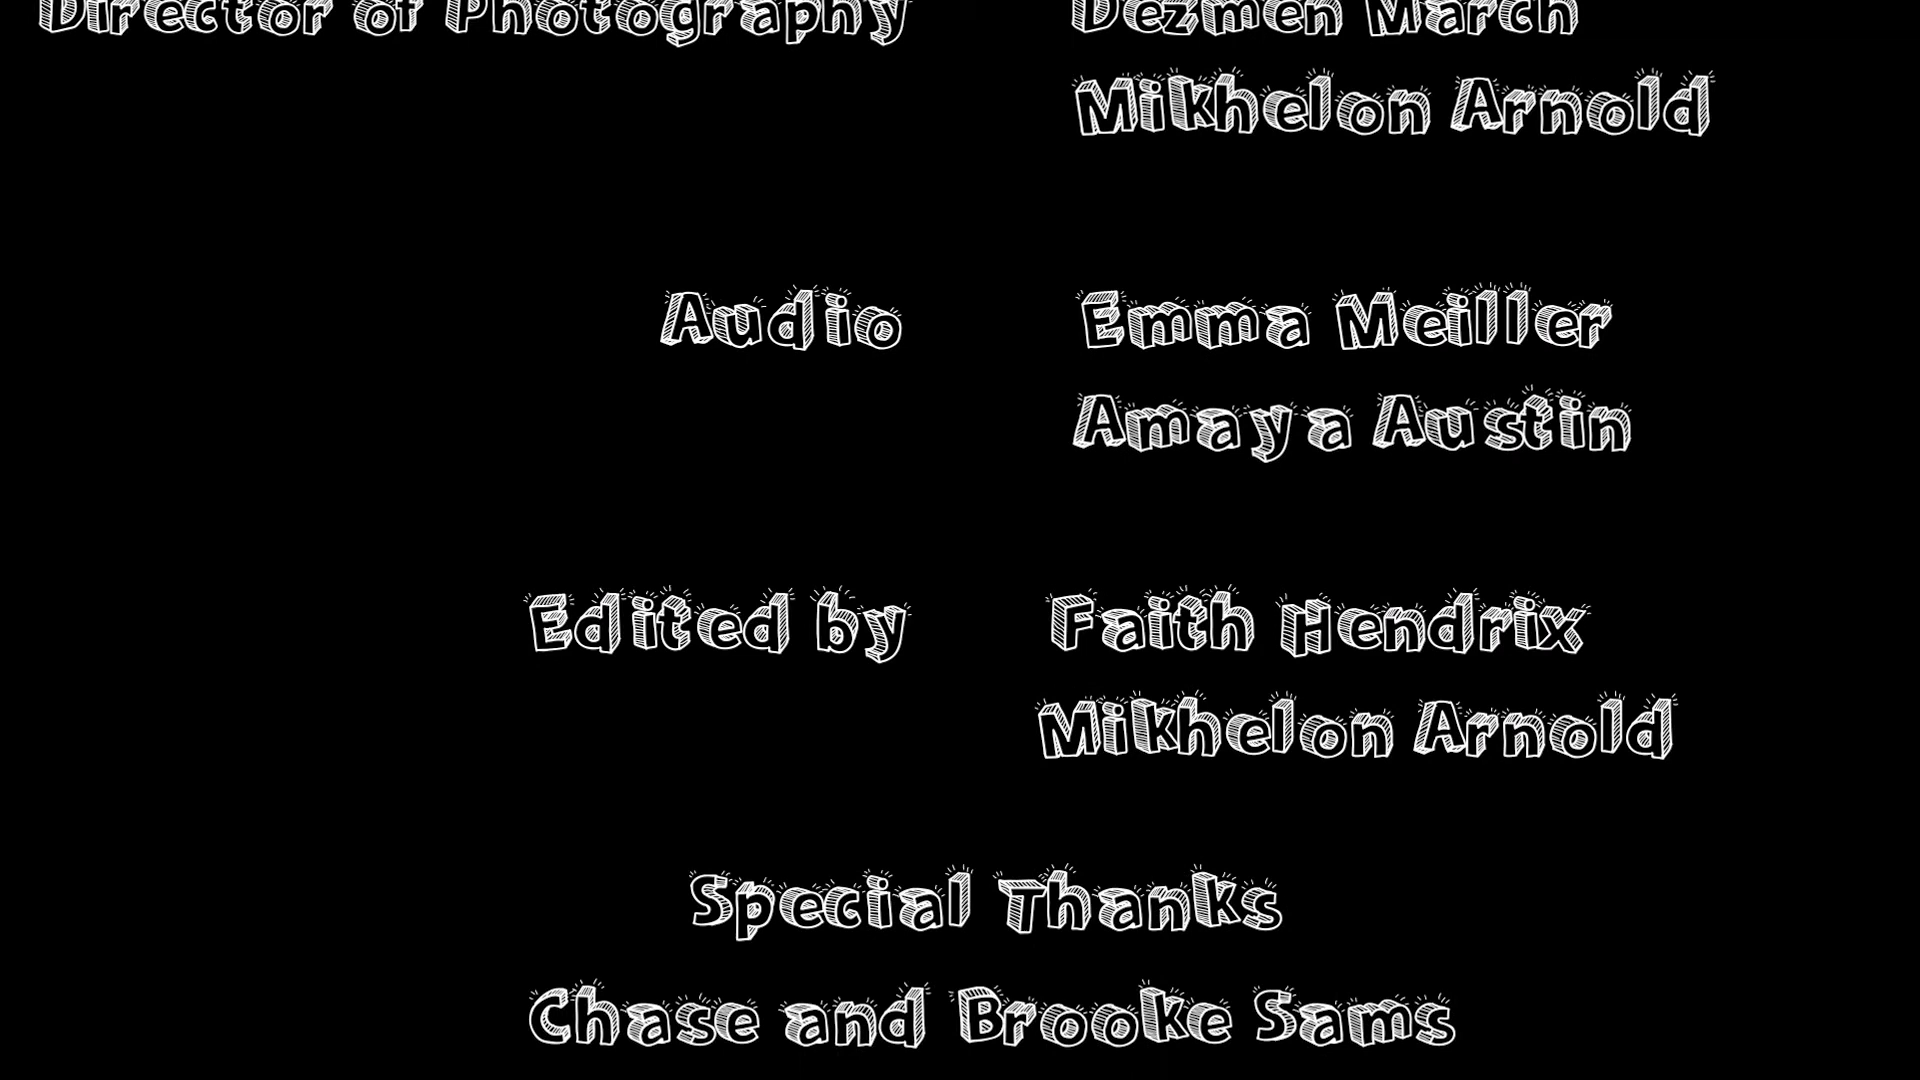 Director of Photography Dezmen March
Mikhelon Arnold
Audio Emma Meiller
Amaya Austin
Edited by Faith Hendrix
Mikhelon Arnold
Special Thanks
Chase and Brooke Sams